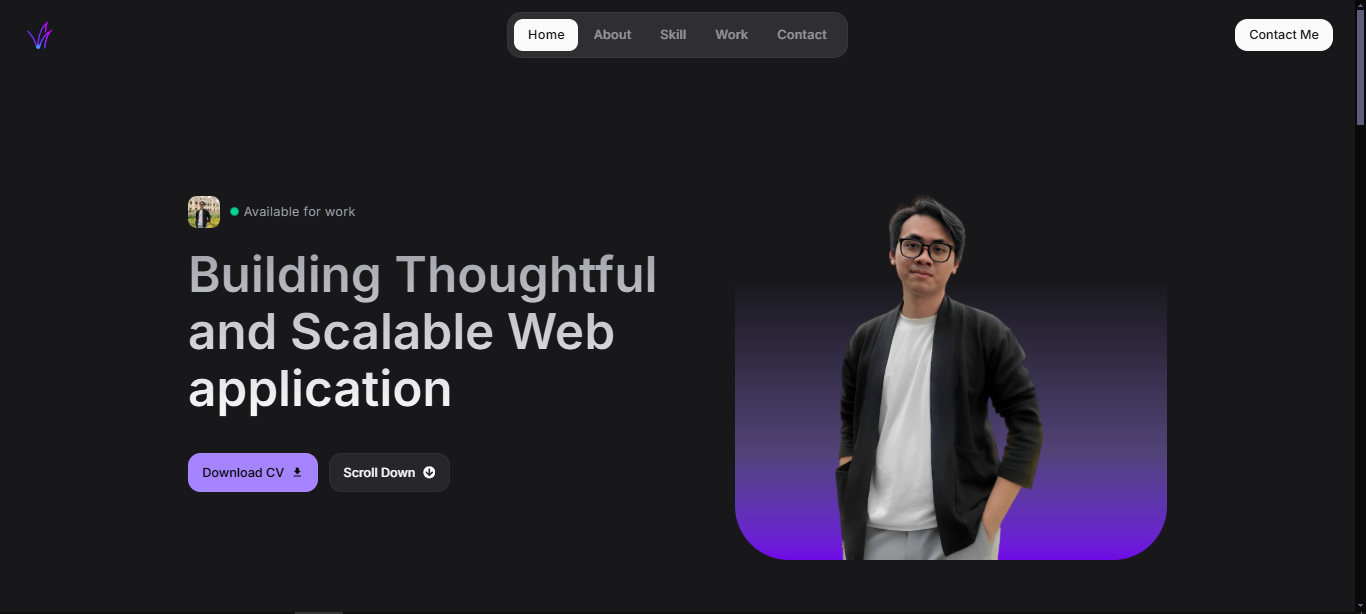 Home
About
Skill
Work
Contact
Contact Me
Available for work
Building Thoughtful
and Scalable Web
application
Download CV
Scroll Down